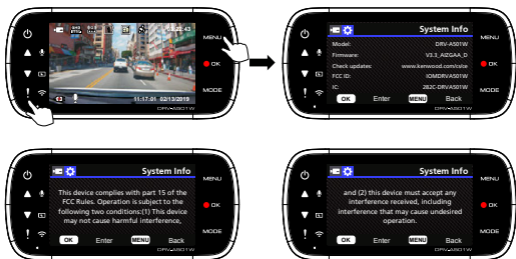 MENU
OK
MODE
11:17:01 02/13/2019
DRV-A501W
System Info
Model: DRV-A501W
Firmware: V3.3_AIZGAA_D
Check updates: www.kenwood.com/cs/ce
FCC ID: IOMDRVA501W
IC: 282C-DRVA501W
OK Enter MENU Back
MENU
OK
MODE
DRV-A501W
System Info
This device complies with part 15 of the
FCC Rules. Operation is subject to the
following two conditions:(1) This device
may not cause harmful interference,
OK Enter MENU Back
MENU
OK
MODE
DRV-A501W
System Info
and (2) this device must accept any
interference received, including
interference that may cause undesired
operation.
OK Enter MENU Back
MENU
OK
MODE
DRV-A501W